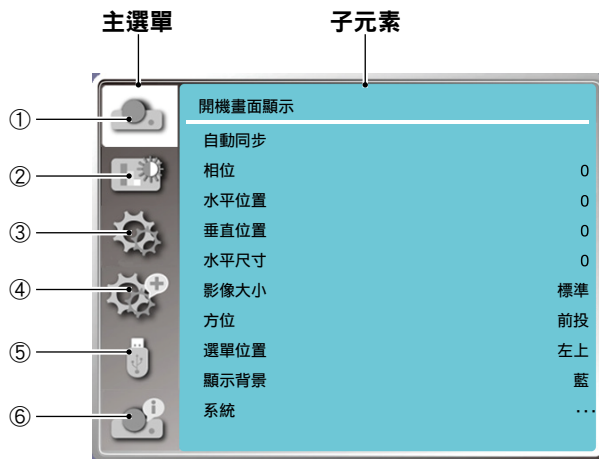 主選單 子元素
開機畫面顯示
① 自動同步
② 相位 0
水平位置 0
③ 垂直位置 0
水平尺寸 0
④ 影像大小 標準
方位 前投
⑤ 選單位置 左上
顯示背景 藍
⑥ 系統 ...